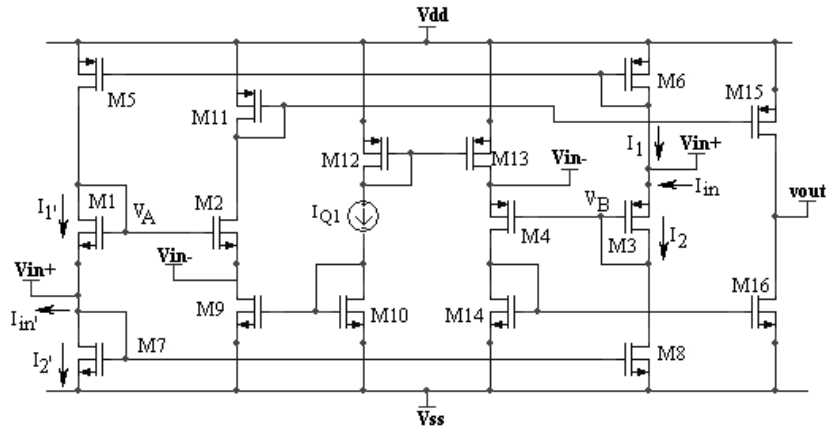 Vdd
M5
M6
M11
M15
M12
M13
I1
Vin+
Vin-
Iin
I1'
M1
VA
M2
IQ1
VB
M4
M3
I2
vout
Vin+
Vin-
Iin'
M9
M10
M14
M16
I2'
M7
M8
Vss